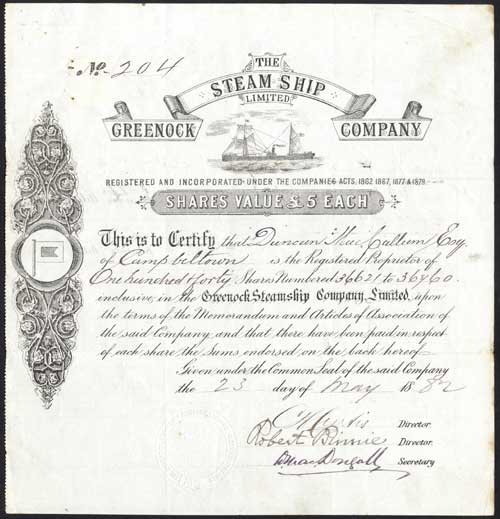 No. 204
THE
STEAM SHIP
LIMITED
GREENOCK COMPANY
REGISTERED AND INCORPORATED UNDER THE COMPANIES ACTS, 1862, 1867, 1877 & 1879.
SHARES VALUE £5 EACH
This is to Certify that Duncan MacCallum Esq.
of Campbeltown is the Registered Proprietor of
One hundred forty Shares Numbered 36621 to 36460
inclusive, in the Greenock Steamship Company, Limited, upon
the terms of the Memorandum and Articles of Association of
the said Company, and that there have been paid in respect
of each share the sums endorsed on the back hereof
Given under the Common Seal of the said Company
the 23 day of May 1882
Director.
Robert Binnie Director.
MacDougall Secretary